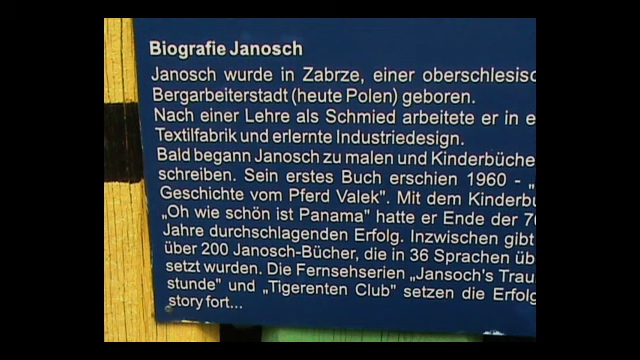 Biografie Janosch
Janosch wurde in Zabrze, einer oberschlesisc
Bergarbeiterstadt (heute Polen) geboren.
Nach einer Lehre als Schmied arbeitete er in e
Textilfabrik und erlernte Industriedesign.
Bald begann Janosch zu malen und Kinderbüche
schreiben. Sein erstes Buch erschien 1960 - „
Geschichte vom Pferd Valek". Mit dem Kinderbu
„Oh wie schön ist Panama" hatte er Ende der 70
Jahre durchschlagenden Erfolg. Inzwischen gibt
über 200 Janosch-Bücher, die in 36 Sprachen üb
setzt wurden. Die Fernsehserien „Jansoch's Trau
stunde" und „Tigerenten Club" setzen die Erfolg
story fort...